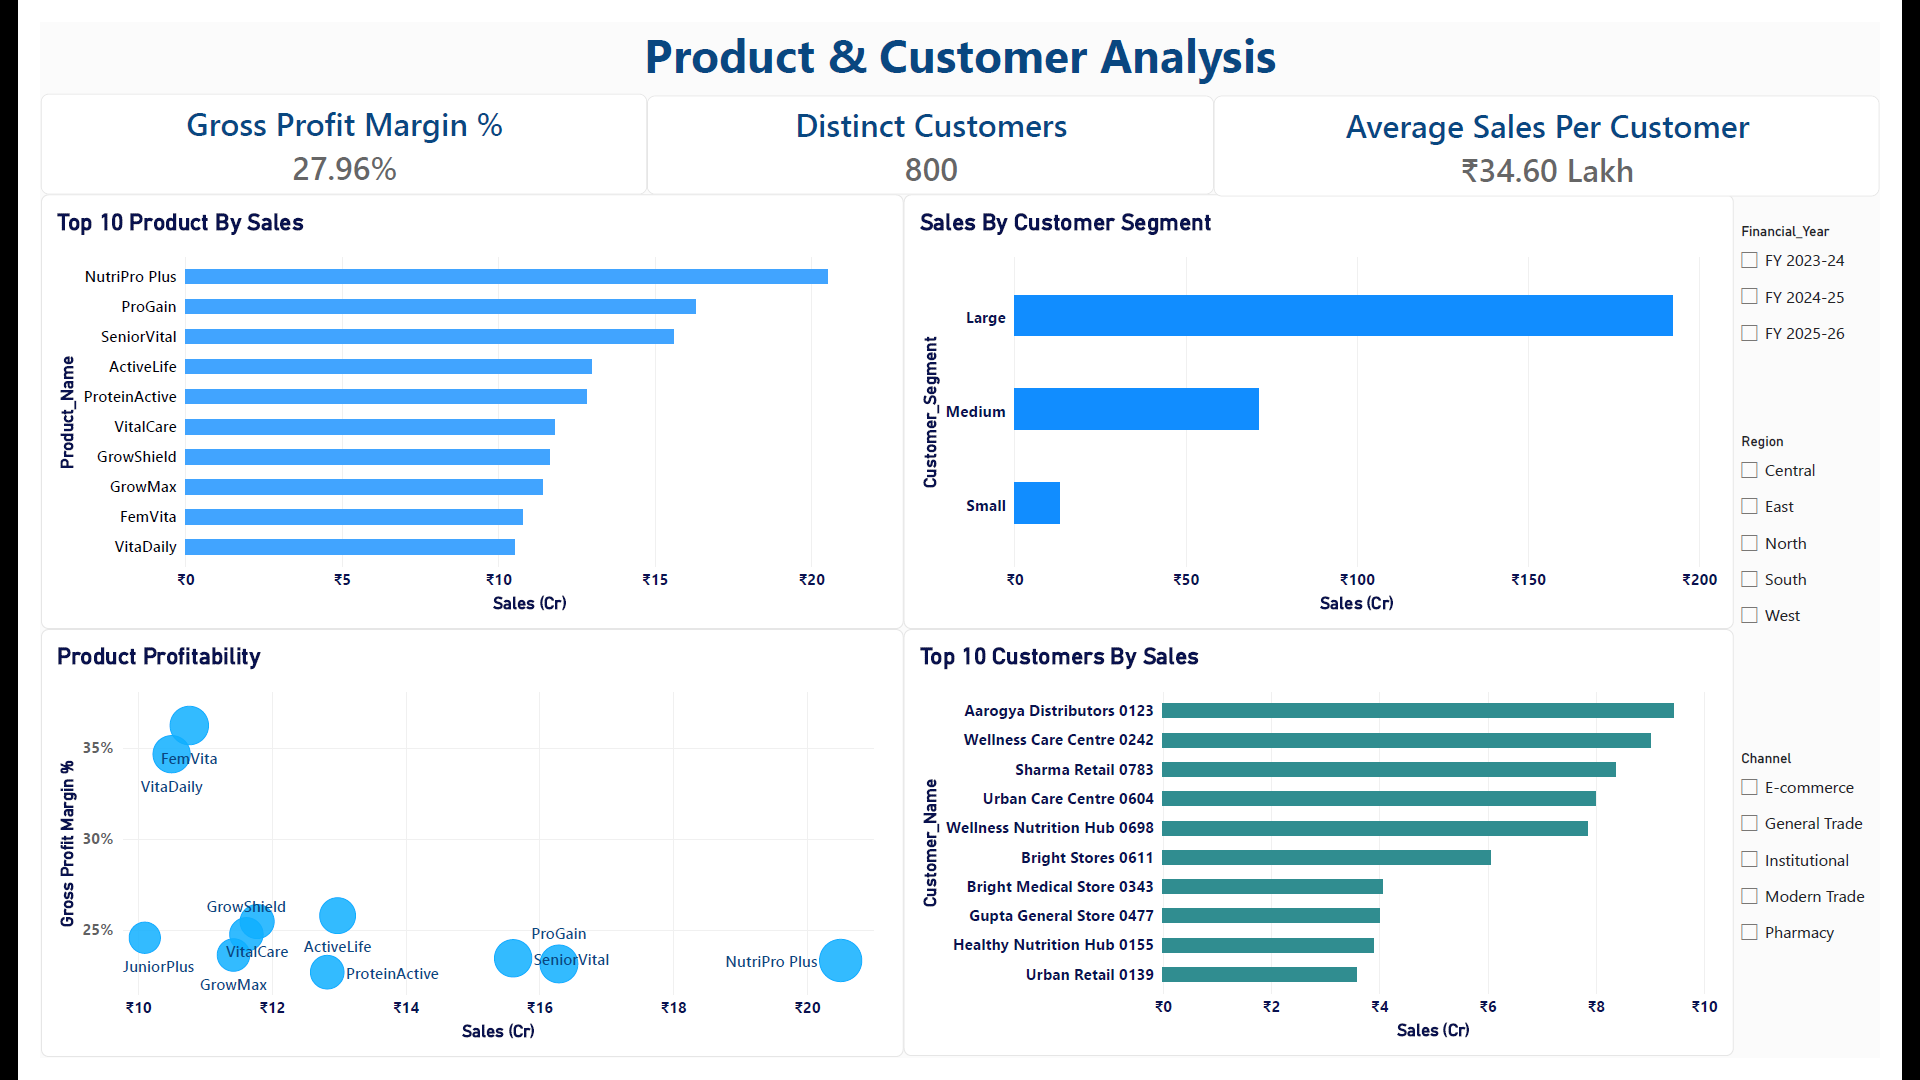 Product & Customer Analysis
Gross Profit Margin %
27.96%
Distinct Customers
800
Average Sales Per Customer
₹34.60 Lakh
Top 10 Product By Sales
Product_Name
NutriPro Plus
ProGain
SeniorVital
ActiveLife
ProteinActive
VitalCare
GrowShield
GrowMax
FemVita
VitaDaily
₹0 ₹5 ₹10 ₹15 ₹20
Sales (Cr)
Sales By Customer Segment
Customer_Segment
Large
Medium
Small
₹0 ₹50 ₹100 ₹150 ₹200
Sales (Cr)
Financial_Year
FY 2023-24
FY 2024-25
FY 2025-26
Region
Central
East
North
South
West
Product Profitability
Gross Profit Margin %
35%
30%
25%
FemVita
VitaDaily
GrowShield
ProGain
ActiveLife
VitalCare
SeniorVital
NutriPro Plus
JuniorPlus
ProteinActive
GrowMax
₹10 ₹12 ₹14 ₹16 ₹18 ₹20
Sales (Cr)
Top 10 Customers By Sales
Customer_Name
Aarogya Distributors 0123
Wellness Care Centre 0242
Sharma Retail 0783
Urban Care Centre 0604
Wellness Nutrition Hub 0698
Bright Stores 0611
Bright Medical Store 0343
Gupta General Store 0477
Healthy Nutrition Hub 0155
Urban Retail 0139
₹0 ₹2 ₹4 ₹6 ₹8 ₹10
Sales (Cr)
Channel
E-commerce
General Trade
Institutional
Modern Trade
Pharmacy